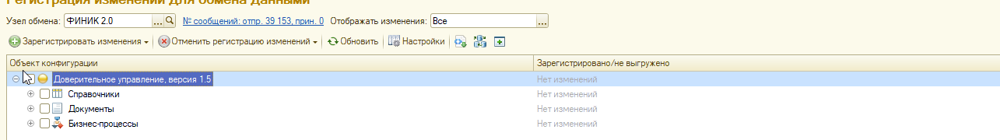 Регистрация изменений для обмена данными
Узел обмена: ФИНИК 2.0 ... № сообщений: отпр. 39 153, прин. 0 Отображать изменения: Все ...
Зарегистрировать изменения Отменить регистрацию изменений Обновить Настройки
Объект конфигурации Зарегистрировано/не выгружено
Доверительное управление, версия 1.5 Нет изменений
Справочники Нет изменений
Документы Нет изменений
Бизнес-процессы Нет изменений